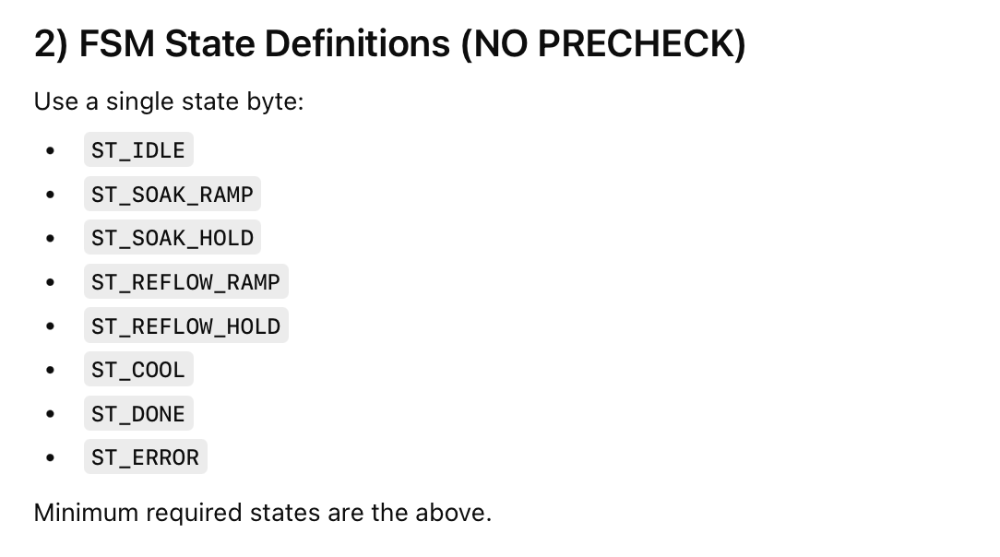 2) FSM State Definitions (NO PRECHECK)
Use a single state byte:
• ST_IDLE
• ST_SOAK_RAMP
• ST_SOAK_HOLD
• ST_REFLOW_RAMP
• ST_REFLOW_HOLD
• ST_COOL
• ST_DONE
• ST_ERROR
Minimum required states are the above.